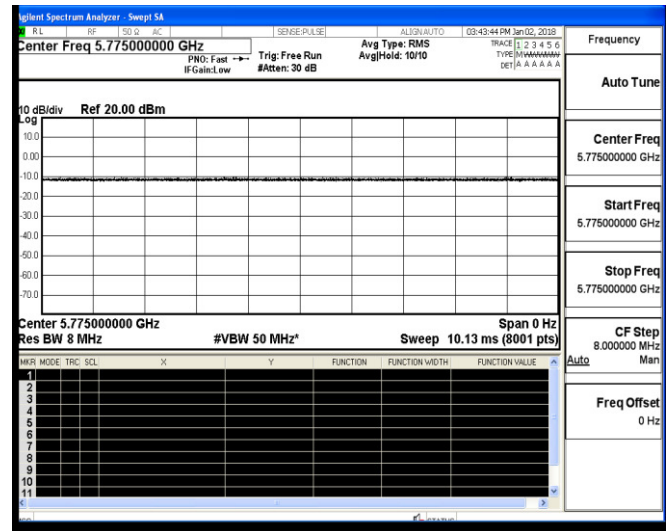 Agilent Spectrum Analyzer - Swept SA
RL RF 50 Ω AC SENSE:PULSE ALIGN AUTO 03:43:44 PM Jan 02, 2018
Center Freq 5.775000000 GHz
PNO: Fast
IFGain:Low
Trig: Free Run
#Atten: 30 dB
Avg Type: RMS
Avg|Hold: 10/10
TRACE 1 2 3 4 5 6
TYPE
DET A A A A A A
10 dB/div Ref 20.00 dBm
Log
10.0
0.00
-10.0
-20.0
-30.0
-40.0
-50.0
-60.0
-70.0
Center 5.775000000 GHz Span 0 Hz
Res BW 8 MHz #VBW 50 MHz* Sweep 10.13 ms (8001 pts)
MKR MODE TRC SCL X Y FUNCTION FUNCTION WIDTH FUNCTION VALUE
1
2
3
4
5
6
7
8
9
10
11
Frequency
Auto Tune
Center Freq
5.775000000 GHz
Start Freq
5.775000000 GHz
Stop Freq
5.775000000 GHz
CF Step
8.000000 MHz
Auto Man
Freq Offset
0 Hz